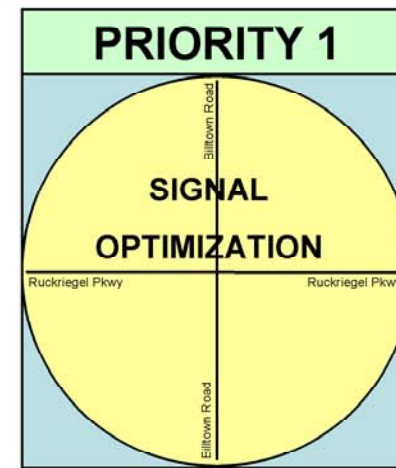 PRIORITY 1
Billtown Road
SIGNAL
OPTIMIZATION
Ruckriegel Pkwy
Ruckriegel Pkw
Billtown Road